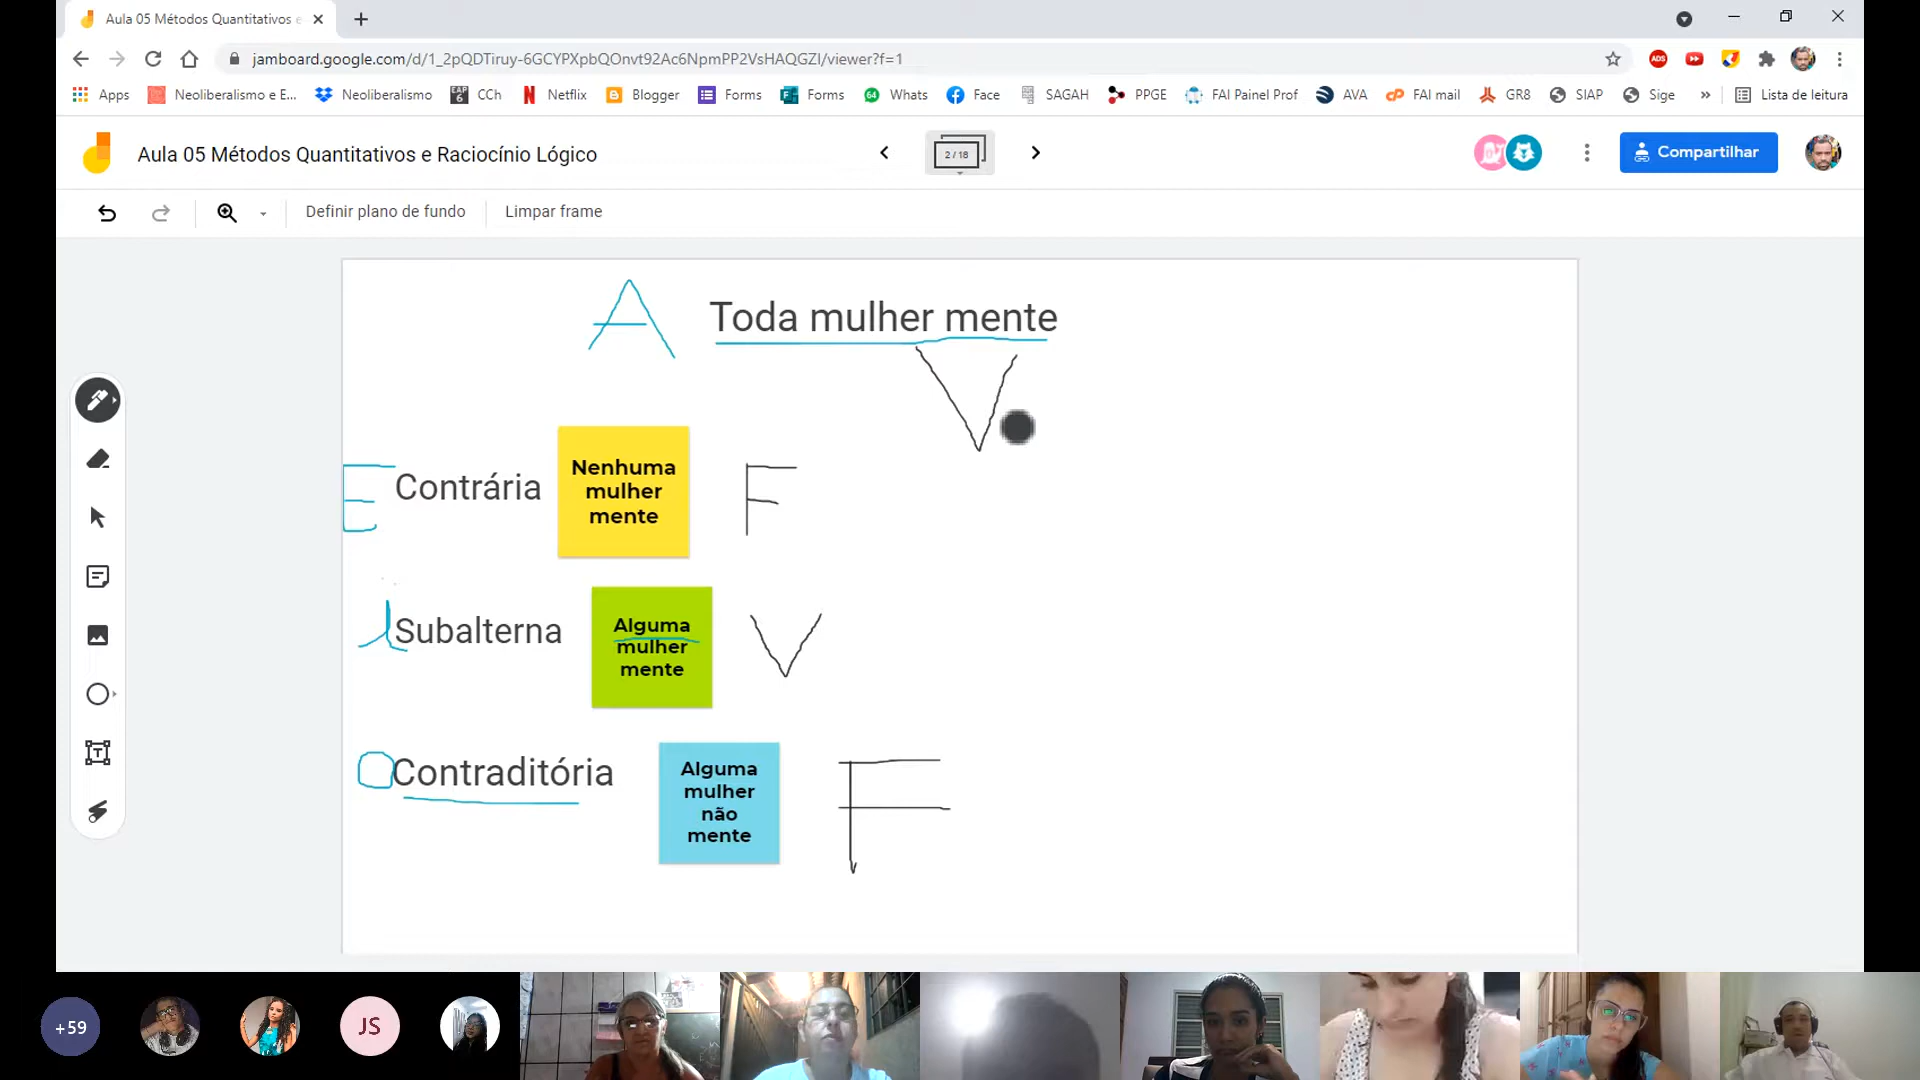 Aula 05 Métodos Quantitativos e
jamboard.google.com/d/1_2pQDTiruy-6GCYPXpbQOnvt92Ac6NpmPP2VsHAQGZI/viewer?f=1
ADS
Apps Neoliberalismo e E... Neoliberalismo CCh Netflix Blogger Forms Forms Whats Face SAGAH PPGE FAI Painel Prof AVA FAI mail GR8 SIAP Sige » Lista de leitura
Aula 05 Métodos Quantitativos e Raciocínio Lógico
2 / 18
Compartilhar
Definir plano de fundo Limpar frame
A Toda mulher mente
V
E Contrária
Nenhuma
mulher
mente
F
I Subalterna
Alguma
mulher
mente
V
O Contraditória
Alguma
mulher
não
mente
F
+59
JS